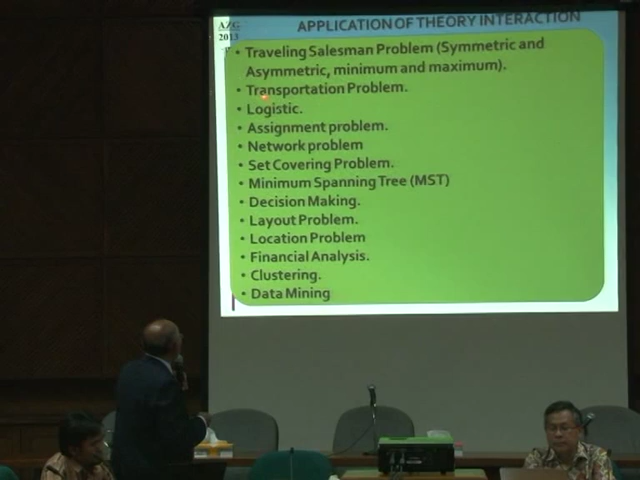 AZG
2013
APPLICATION OF THEORY INTERACTION
• Traveling Salesman Problem (Symmetric and
Asymmetric, minimum and maximum).
• Transportation Problem.
• Logistic.
• Assignment problem.
• Network problem
• Set Covering Problem.
• Minimum Spanning Tree (MST)
• Decision Making.
• Layout Problem.
• Location Problem
• Financial Analysis.
• Clustering.
• Data Mining